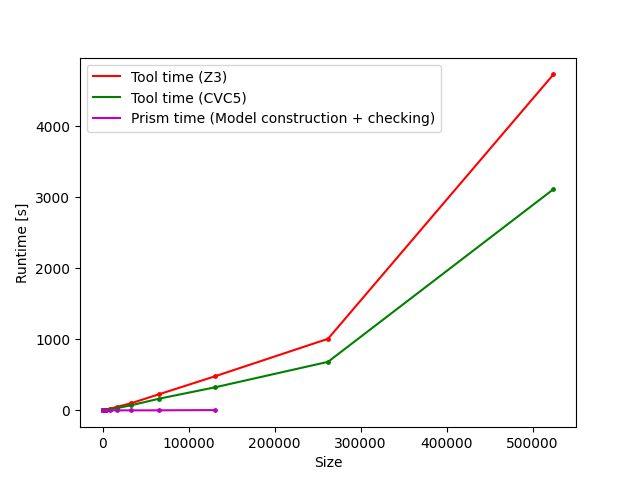 Tool time (Z3)
Tool time (CVC5)
Prism time (Model construction + checking)
4000
3000
2000
1000
0
Runtime [s]
0 100000 200000 300000 400000 500000
Size